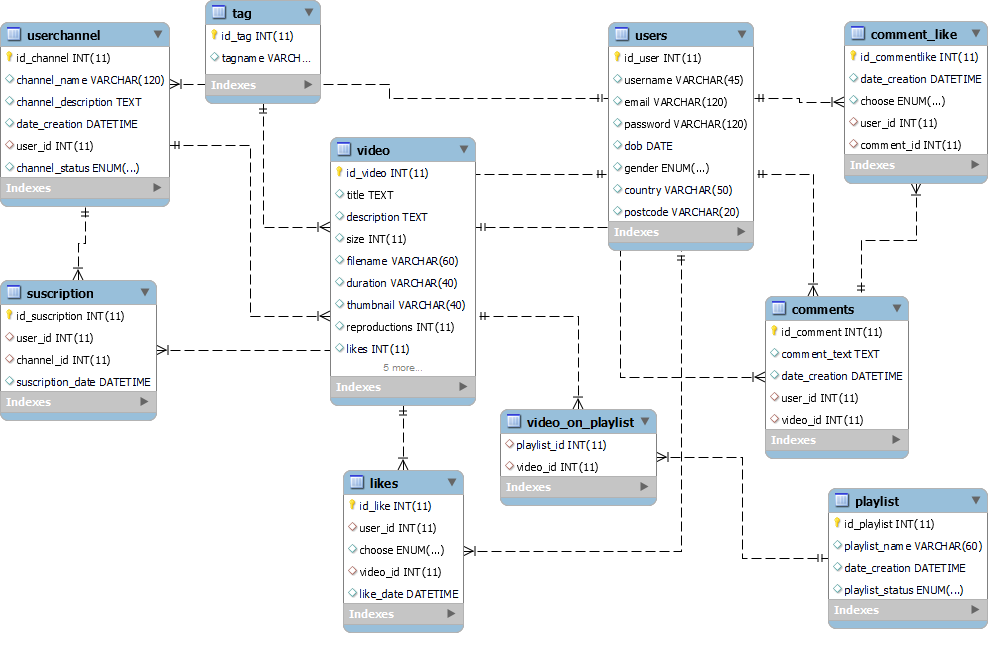 userchannel
id_channel INT(11)
channel_name VARCHAR(120)
channel_description TEXT
date_creation DATETIME
user_id INT(11)
channel_status ENUM(...)
Indexes
tag
id_tag INT(11)
tagname VARCH...
Indexes
users
id_user INT(11)
username VARCHAR(45)
email VARCHAR(120)
password VARCHAR(120)
dob DATE
gender ENUM(...)
country VARCHAR(50)
postcode VARCHAR(20)
Indexes
comment_like
id_commentlike INT(11)
date_creation DATETIME
choose ENUM(...)
user_id INT(11)
comment_id INT(11)
Indexes
video
id_video INT(11)
title TEXT
description TEXT
size INT(11)
filename VARCHAR(60)
duration VARCHAR(40)
thumbnail VARCHAR(40)
reproductions INT(11)
likes INT(11)
5 more...
Indexes
suscription
id_suscription INT(11)
user_id INT(11)
channel_id INT(11)
suscription_date DATETIME
Indexes
comments
id_comment INT(11)
comment_text TEXT
date_creation DATETIME
user_id INT(11)
video_id INT(11)
Indexes
video_on_playlist
playlist_id INT(11)
video_id INT(11)
Indexes
likes
id_like INT(11)
user_id INT(11)
choose ENUM(...)
video_id INT(11)
like_date DATETIME
Indexes
playlist
id_playlist INT(11)
playlist_name VARCHAR(60)
date_creation DATETIME
playlist_status ENUM(...)
Indexes